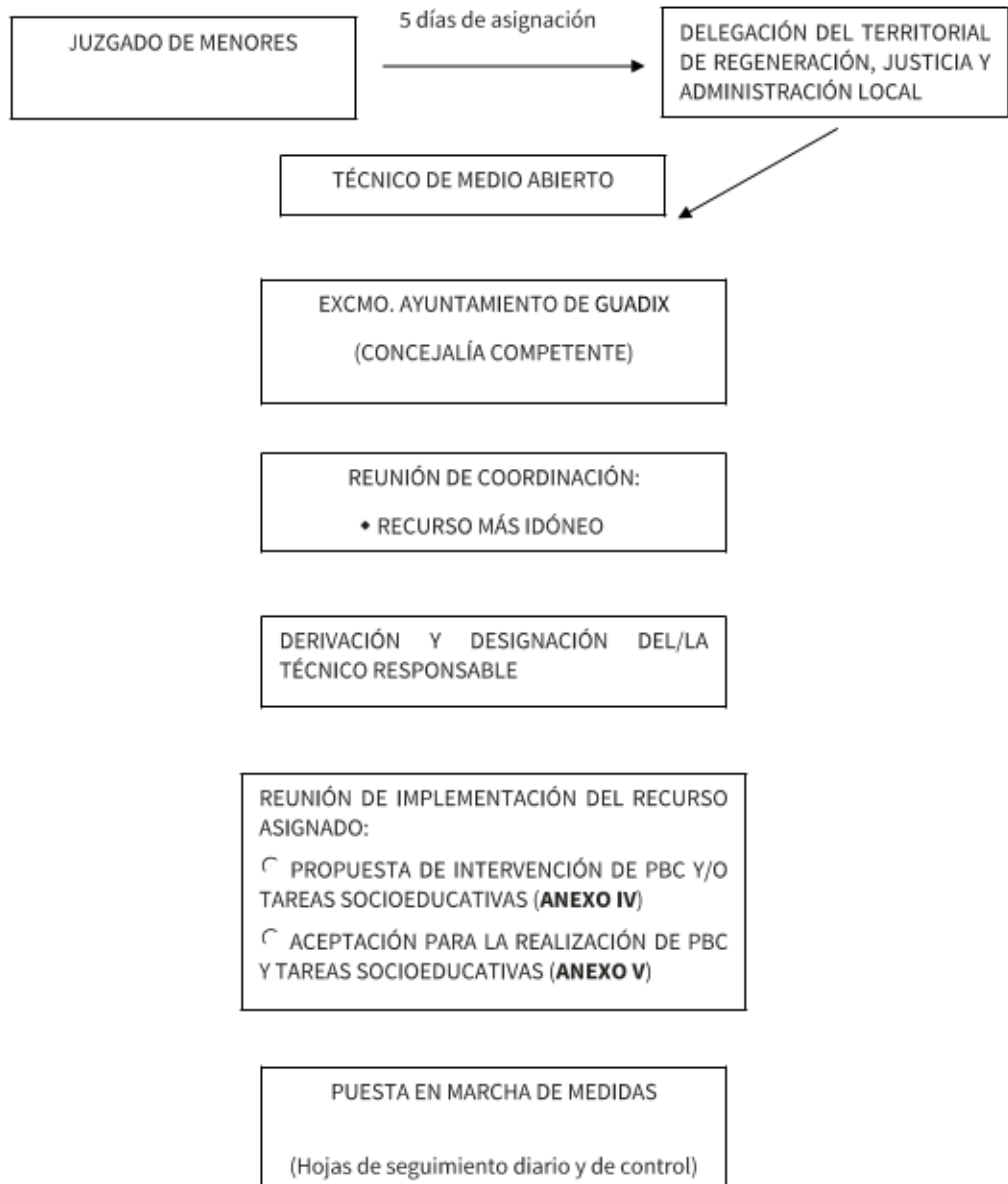 JUZGADO DE MENORES
5 días de asignación
DELEGACIÓN DEL TERRITORIAL
DE REGENERACIÓN, JUSTICIA Y
ADMINISTRACIÓN LOCAL
TÉCNICO DE MEDIO ABIERTO
EXCMO. AYUNTAMIENTO DE GUADIX
(CONCEJALÍA COMPETENTE)
REUNIÓN DE COORDINACIÓN:
◆ RECURSO MÁS IDÓNEO
DERIVACIÓN Y DESIGNACIÓN DEL/LA
TÉCNICO RESPONSABLE
REUNIÓN DE IMPLEMENTACIÓN DEL RECURSO
ASIGNADO:
PROPUESTA DE INTERVENCIÓN DE PBC Y/O
TAREAS SOCIOEDUCATIVAS (ANEXO IV)
ACEPTACIÓN PARA LA REALIZACIÓN DE PBC
Y TAREAS SOCIOEDUCATIVAS (ANEXO V)
PUESTA EN MARCHA DE MEDIDAS
(Hojas de seguimiento diario y de control)